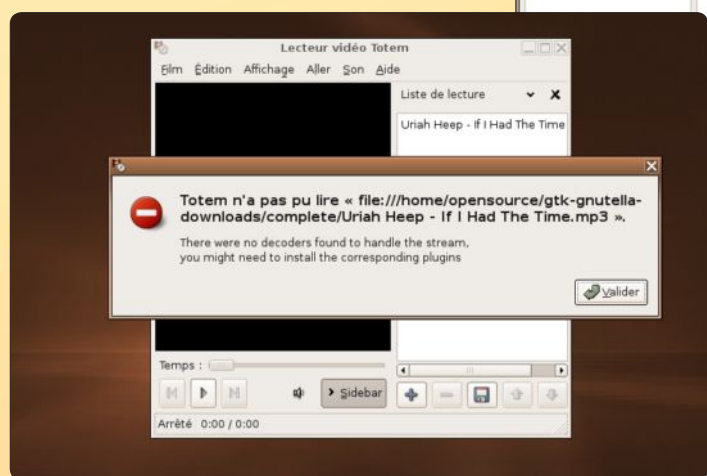 Lecteur vidéo Totem
Film Édition Affichage Aller Son Aide
Liste de lecture
Uriah Heep - If I Had The Time
Totem n'a pas pu lire « file:///home/opensource/gtk-gnutella-
downloads/complete/Uriah Heep - If I Had The Time.mp3 ».
There were no decoders found to handle the stream,
you might need to install the corresponding plugins
Valider
Temps :
Sidebar
Arrêté 0:00 / 0:00